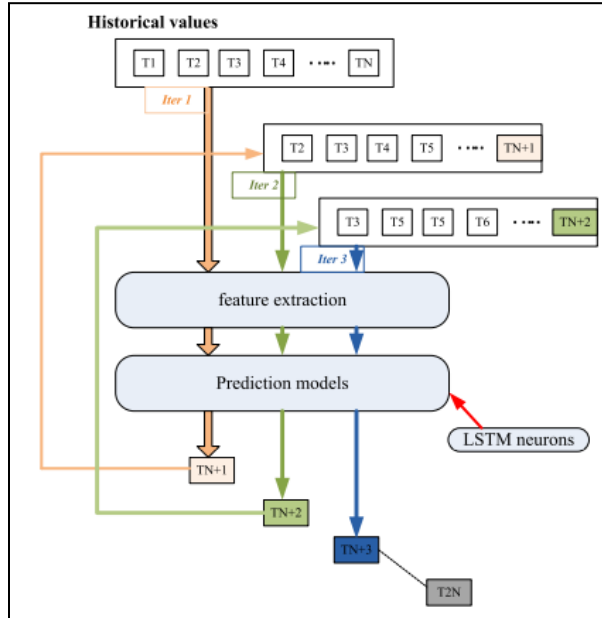 Historical values
T1 T2 T3 T4 ..... TN
Iter 1
T2 T3 T4 T5 ..... TN+1
Iter 2
T3 T5 T5 T6 ..... TN+2
Iter 3
feature extraction
Prediction models
LSTM neurons
TN+1
TN+2
TN+3
T2N